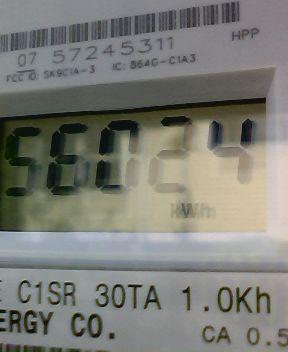 HPP
07 57245311
FCC ID: SK9C1A-3 IC: 864G-C1A3
56024
kWh
C1SR 30TA 1.0Kh
ERGY CO.
CA 0.5